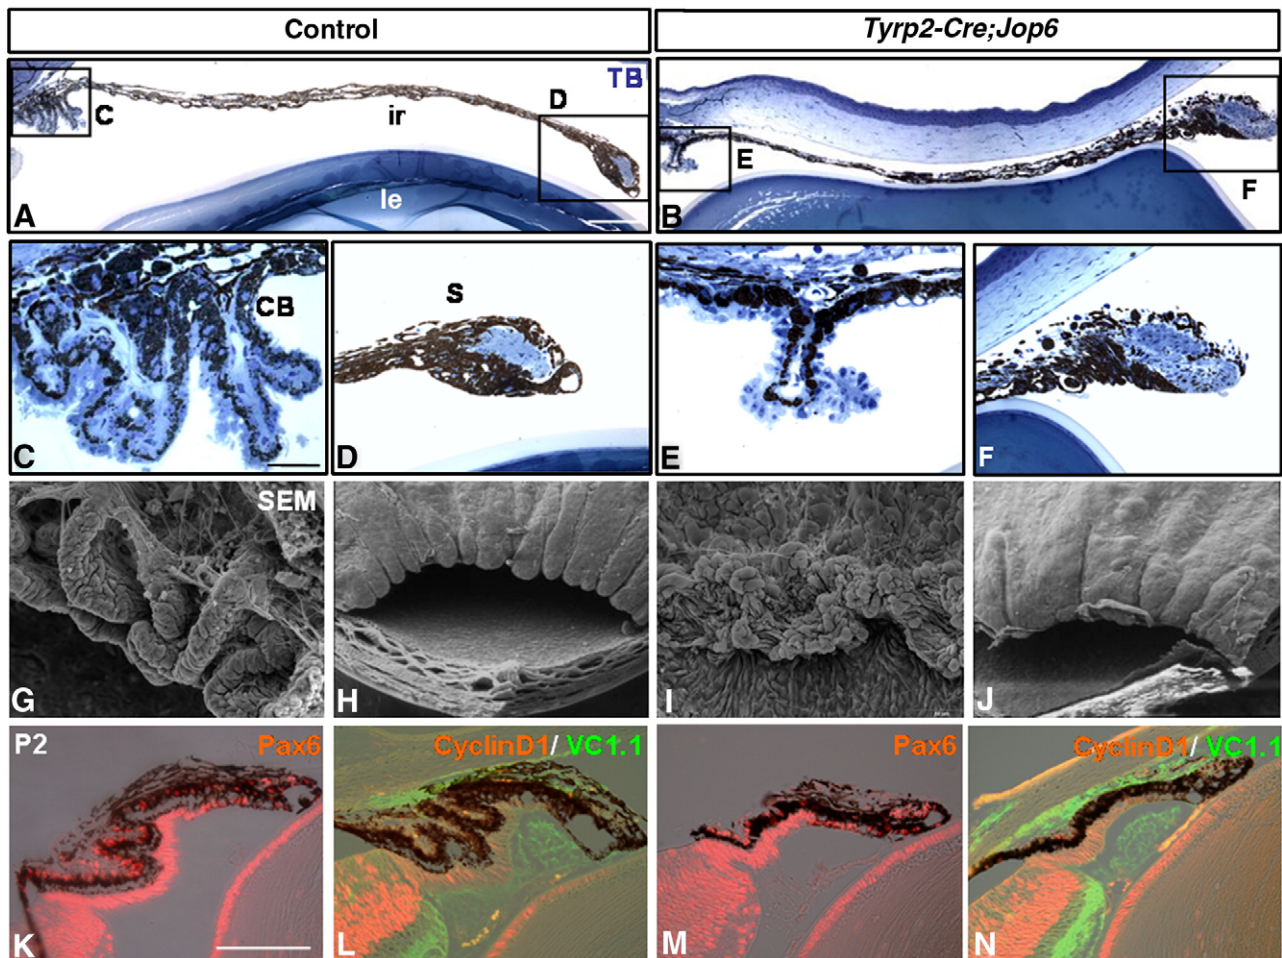 Control
Tyrp2-Cre;Jop6
TB
C
D
ir
A
le
E
F
B
CB
C
S
D
E
F
SEM
G
H
I
J
P2
Pax6
K
CyclinD1/ VC1.1
L
Pax6
M
CyclinD1/ VC1.1
N